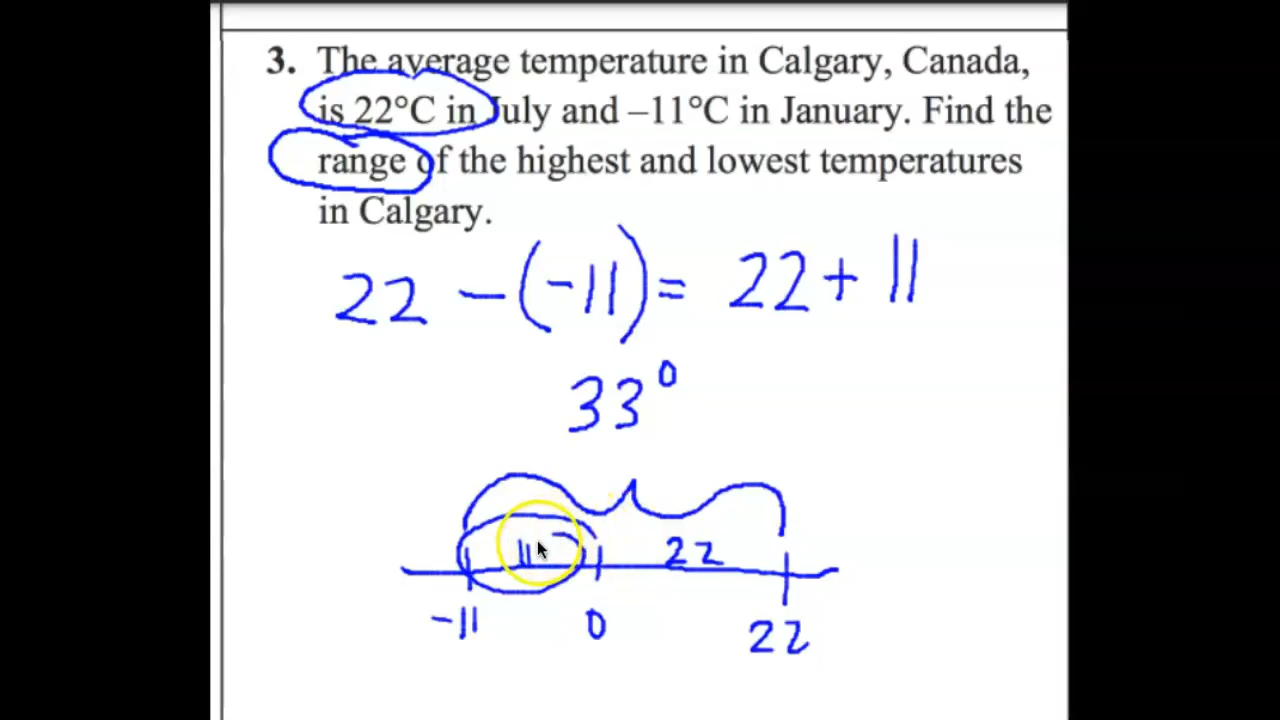 3. The average temperature in Calgary, Canada,
is 22°C in July and –11°C in January. Find the
range of the highest and lowest temperatures
in Calgary.
22 – (-11) = 22 + 11
33°
11 22
-11 0 22